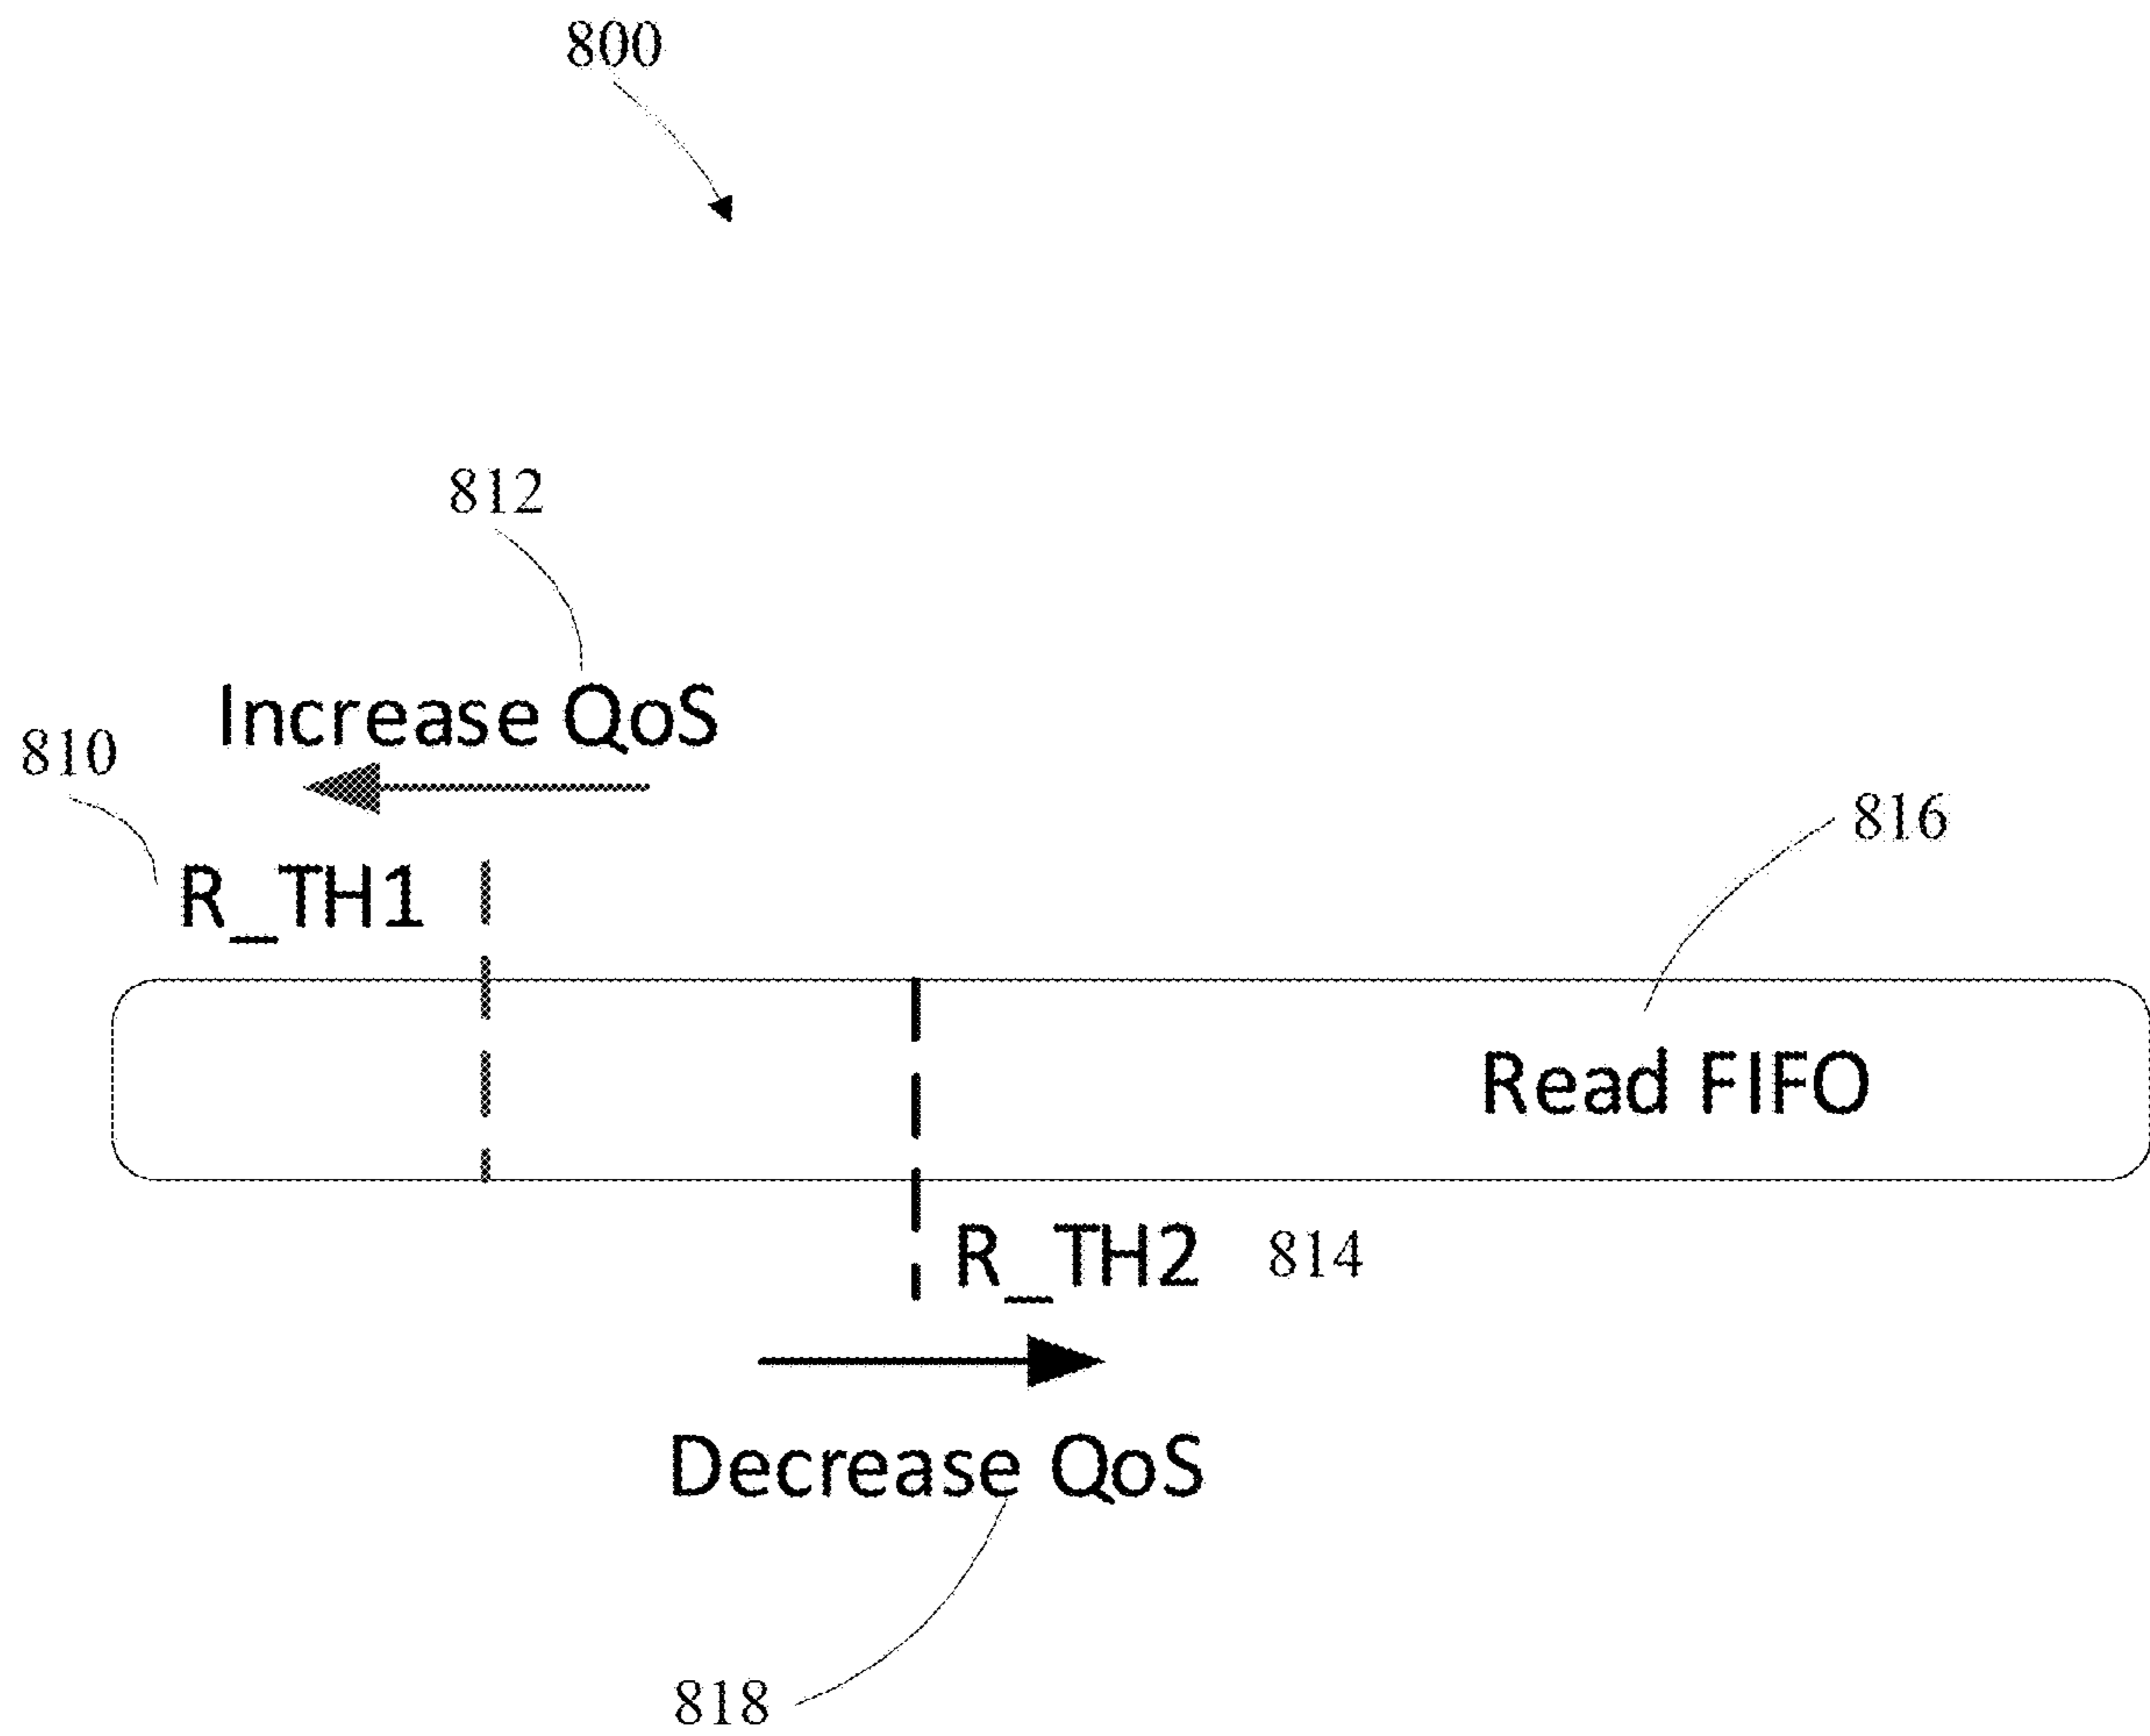 800
812
Increase QoS
810
816
R_TH1
Read FIFO
R_TH2 814
Decrease QoS
818